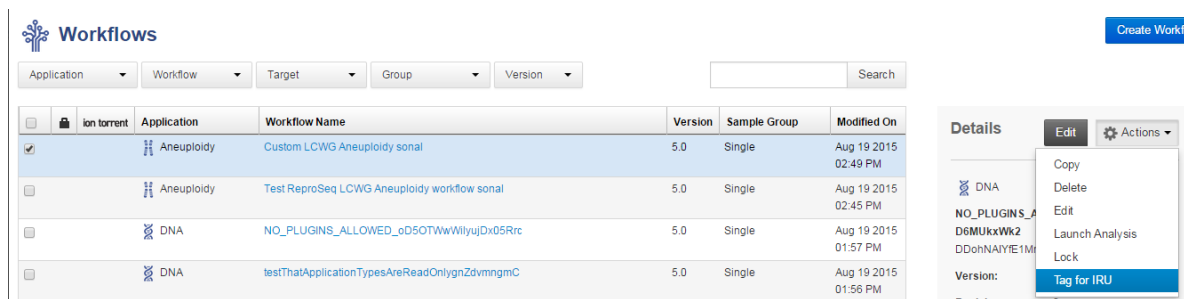 Workflows
Create Workf
Application Workflow Target Group Version Search
ion torrent Application Workflow Name Version Sample Group Modified On
Aneuploidy Custom LCWG Aneuploidy sonal 5.0 Single Aug 19 2015
02:49 PM
Aneuploidy Test ReproSeq LCWG Aneuploidy workflow sonal 5.0 Single Aug 19 2015
02:45 PM
DNA NO_PLUGINS_ALLOWED_oD5OTWwWilyujDx05Rrc 5.0 Single Aug 19 2015
01:57 PM
DNA testThatApplicationTypesAreReadOnlygnZdvmngmC 5.0 Single Aug 19 2015
01:56 PM
Details Edit Actions
Copy
Delete
Edit
Launch Analysis
Lock
Tag for IRU
DNA
NO_PLUGINS_A
D6MUkxWk2
Version: